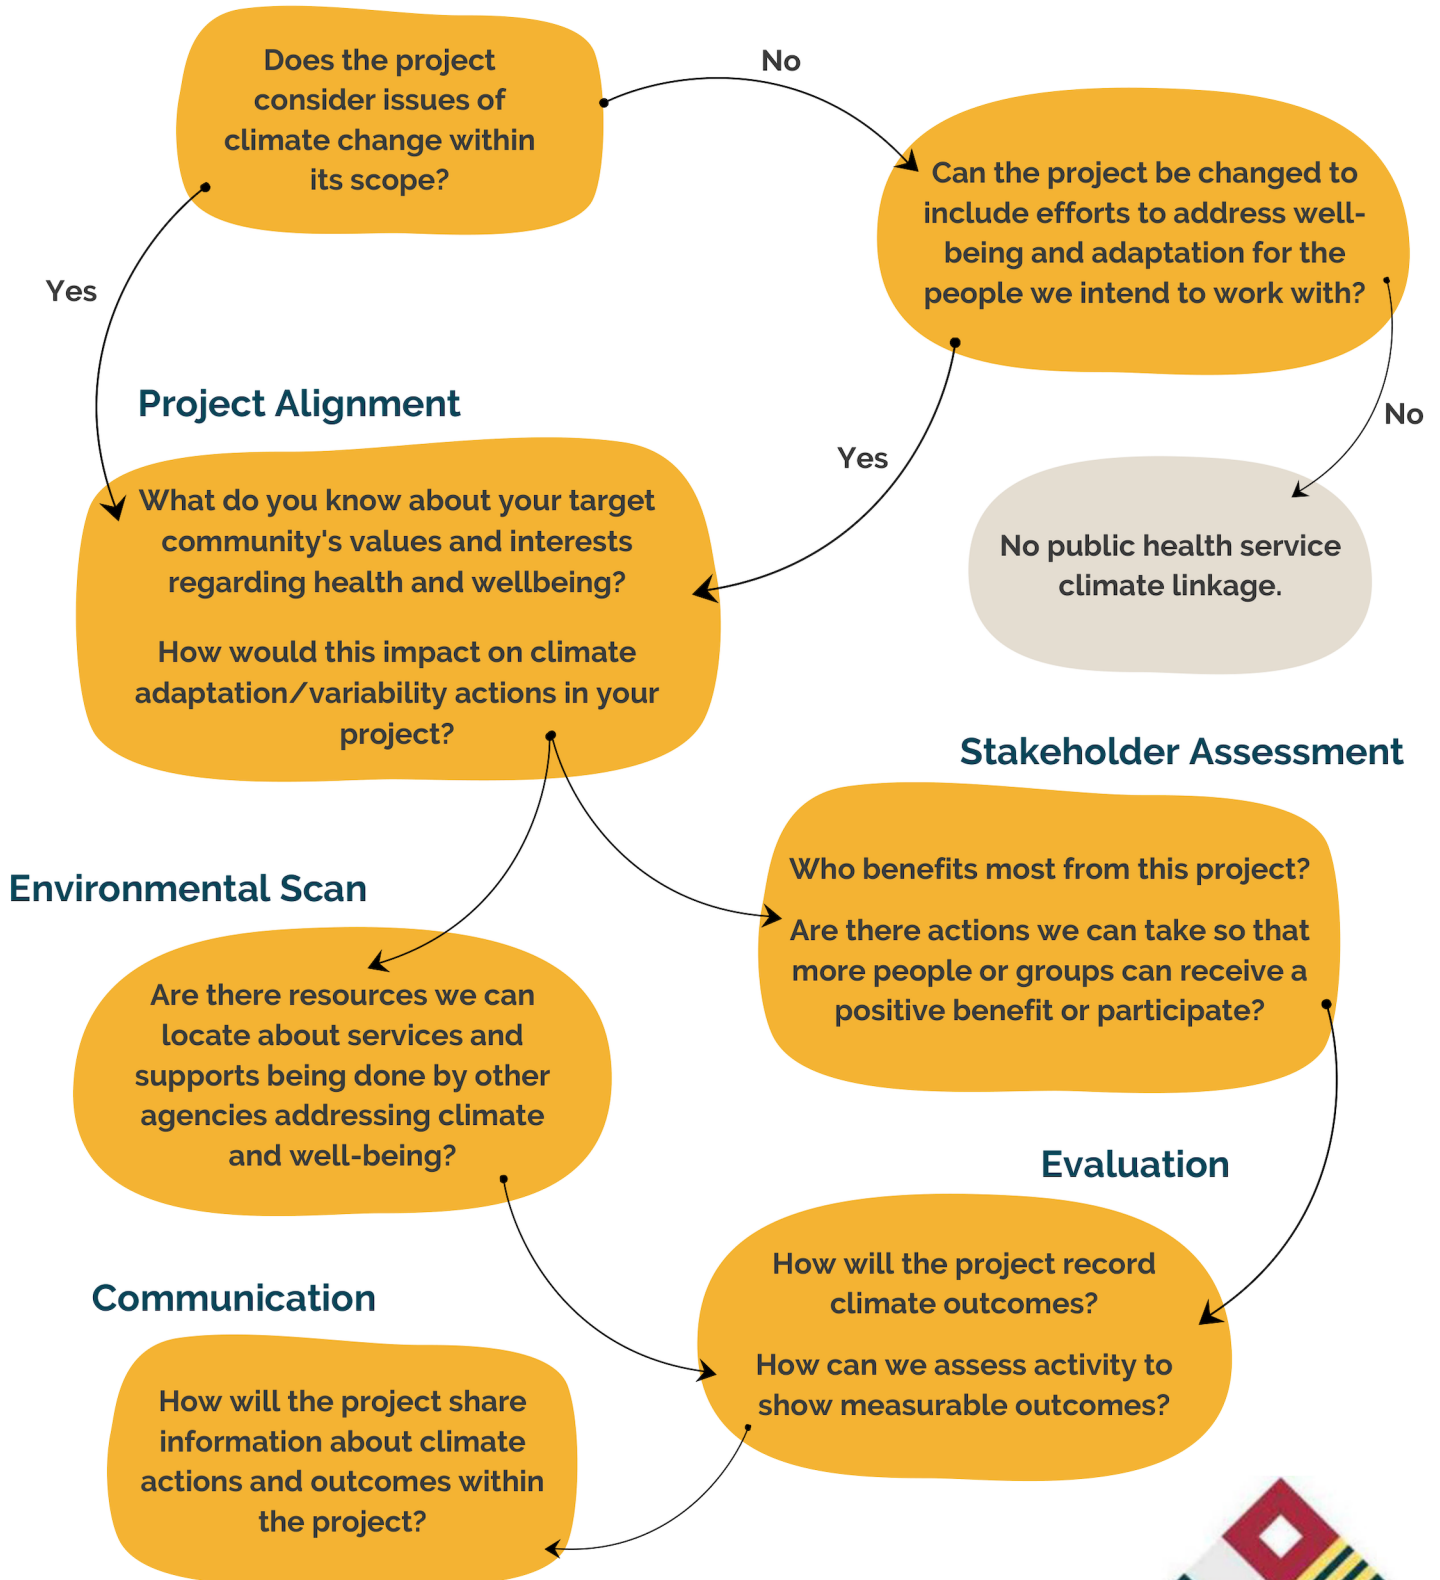 Does the project
consider issues of
climate change within
its scope?
No
Can the project be changed to
include efforts to address well-
being and adaptation for the
people we intend to work with?
Yes
No
Yes
No public health service
climate linkage.
Project Alignment
What do you know about your target
community's values and interests
regarding health and wellbeing?
How would this impact on climate
adaptation/variability actions in your
project?
Stakeholder Assessment
Who benefits most from this project?
Are there actions we can take so that
more people or groups can receive a
positive benefit or participate?
Environmental Scan
Are there resources we can
locate about services and
supports being done by other
agencies addressing climate
and well-being?
Evaluation
How will the project record
climate outcomes?
How can we assess activity to
show measurable outcomes?
Communication
How will the project share
information about climate
actions and outcomes within
the project?